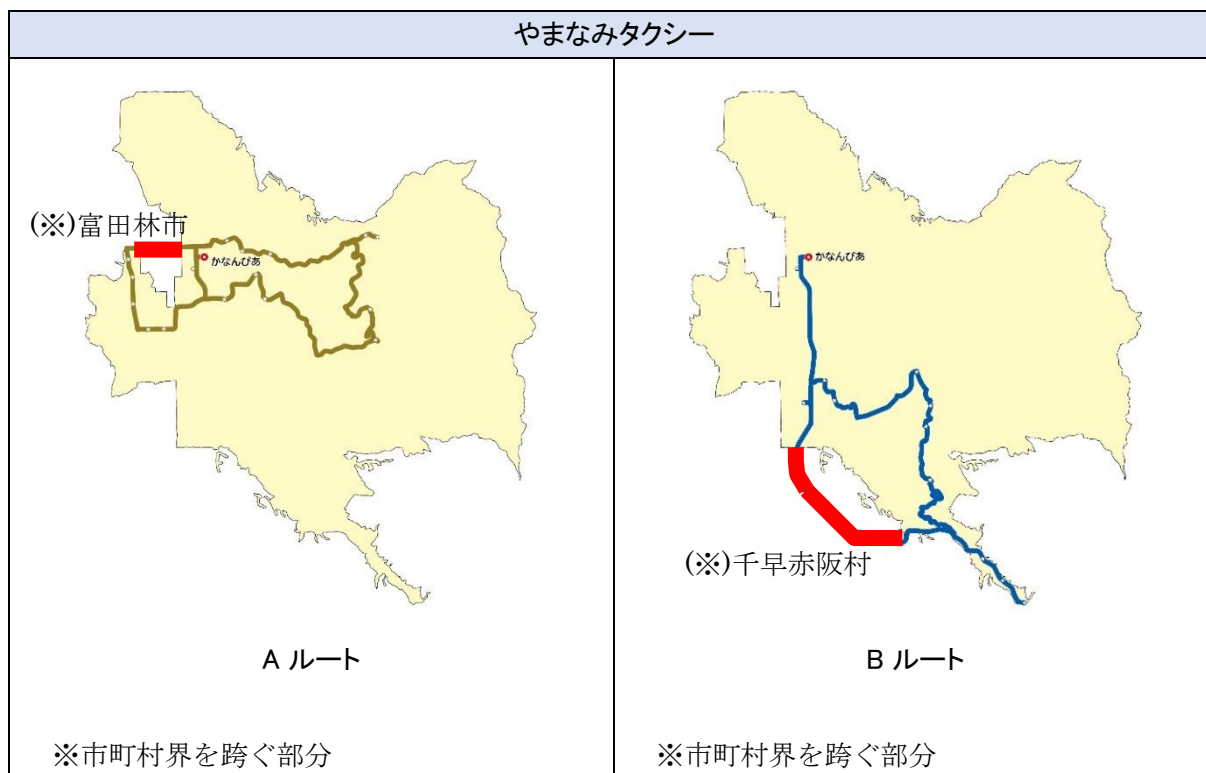 やまなみタクシー
(※)富田林市
かなんぴあ
A ルート
※市町村界を跨ぐ部分
かなんぴあ
(※)千早赤阪村
B ルート
※市町村界を跨ぐ部分